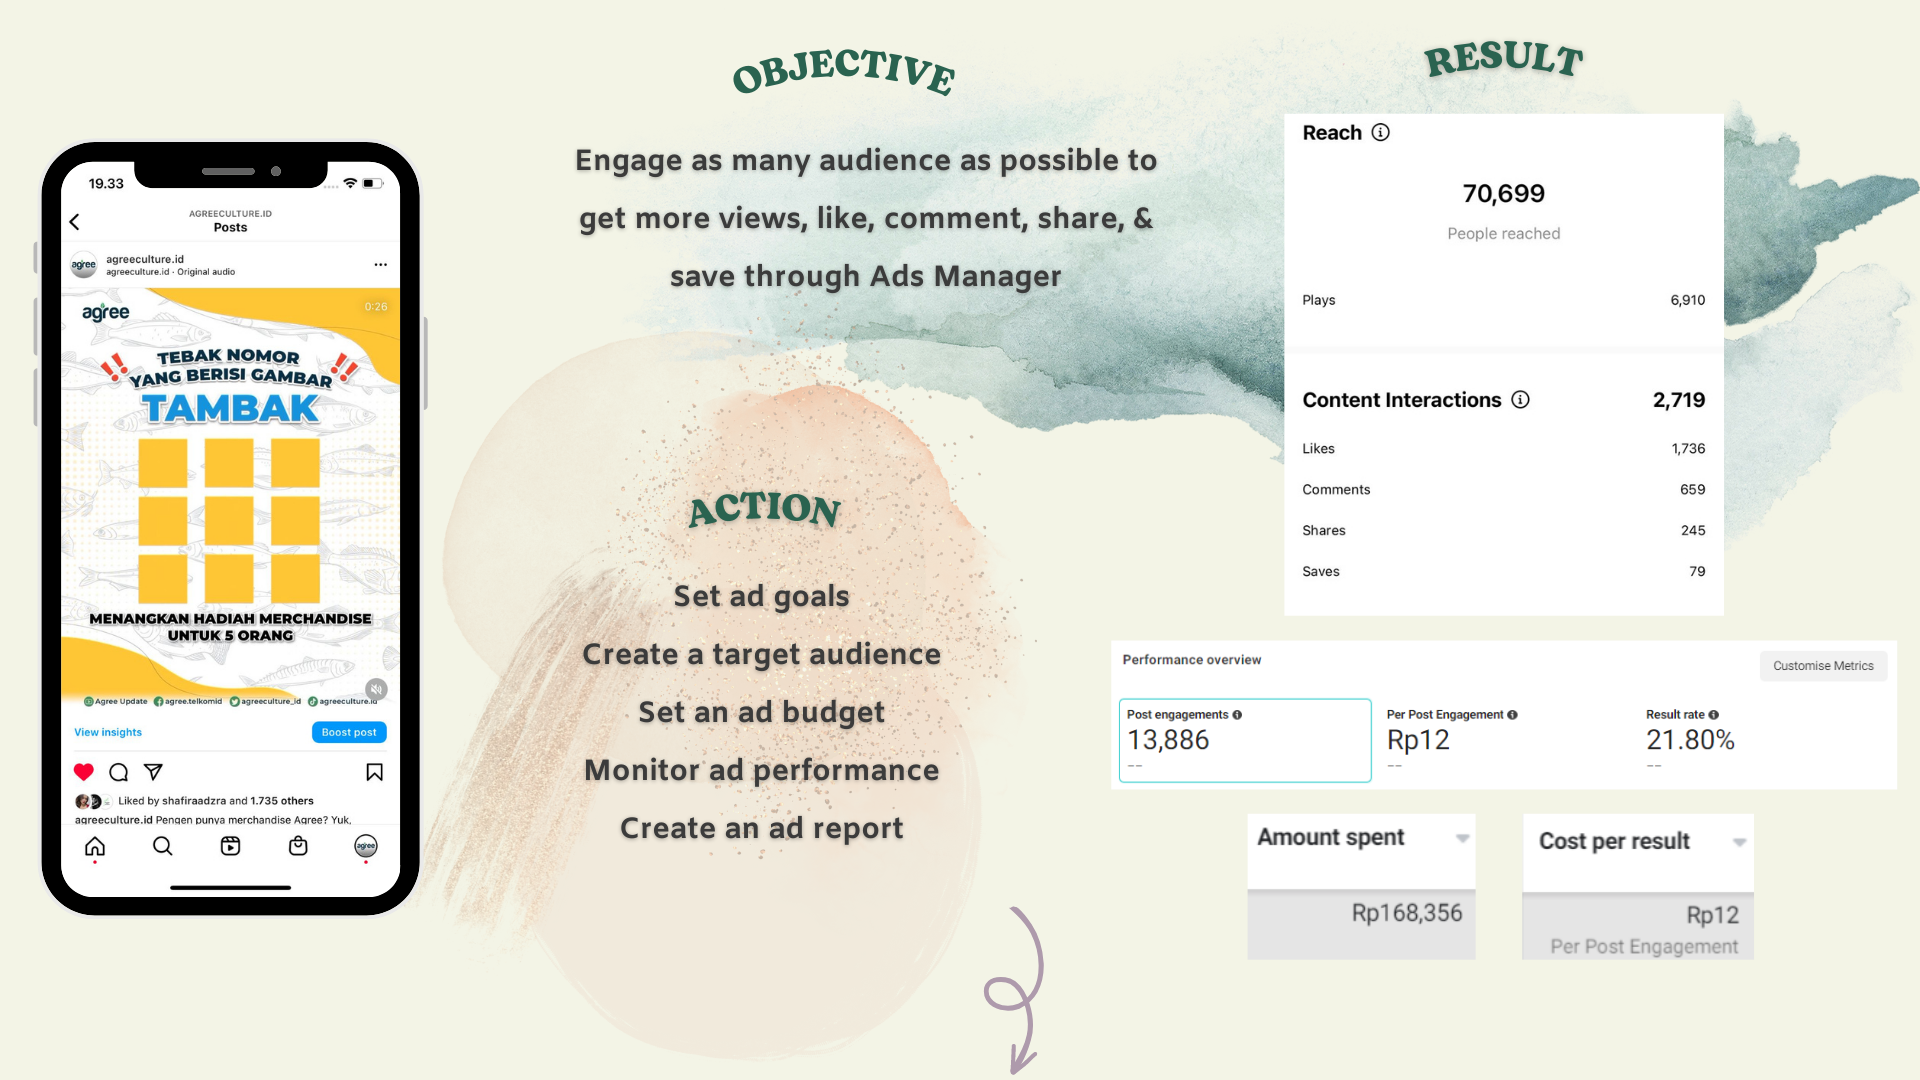 19.33
AGREECULTURE.ID
Posts
agree
agreeculture.id
agreeculture.id · Original audio
agree
0:26
!! TEBAK NOMOR !!
YANG BERISI GAMBAR
TAMBAK
MENANGKAN HADIAH MERCHANDISE
UNTUK 5 ORANG
Agree Update agree.telkomid agreeculture_id agreeculture.id
View insights
Boost post
Liked by shafiraadzra and 1.735 others
agreeculture.id Pengen punya merchandise Agree? Yuk,
agree
OBJECTIVE
Engage as many audience as possible to
get more views, like, comment, share, &
save through Ads Manager
ACTION
Set ad goals
Create a target audience
Set an ad budget
Monitor ad performance
Create an ad report
RESULT
Reach
70,699
People reached
Plays 6,910
Content Interactions 2,719
Likes 1,736
Comments 659
Shares 245
Saves 79
Performance overview
Customise Metrics
Post engagements
13,886
--
Per Post Engagement
Rp12
--
Result rate
21.80%
--
Amount spent
Rp168,356
Cost per result
Rp12
Per Post Engagement